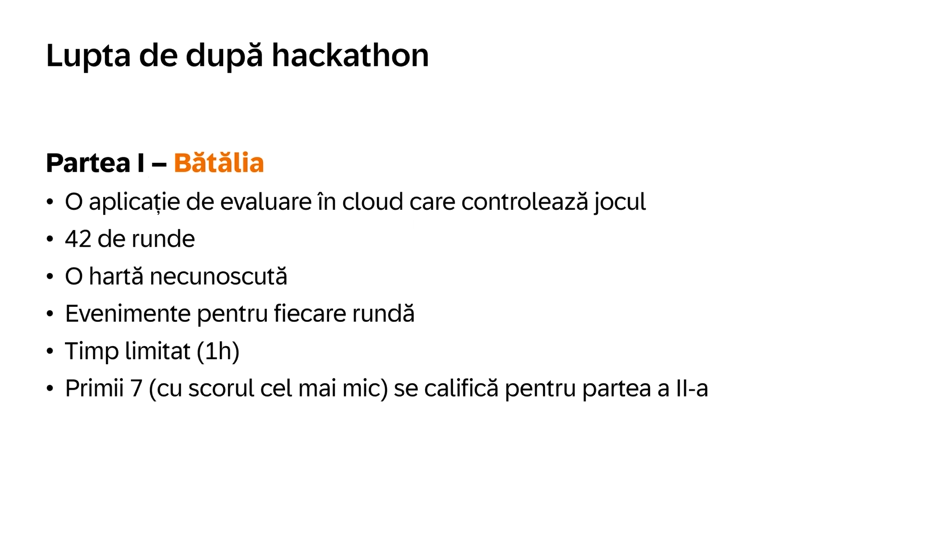 Lupta de după hackathon
Partea I – Bătălia
• O aplicație de evaluare în cloud care controlează jocul
• 42 de runde
• O hartă necunoscută
• Evenimente pentru fiecare rundă
• Timp limitat (1h)
• Primii 7 (cu scorul cel mai mic) se califică pentru partea a II-a